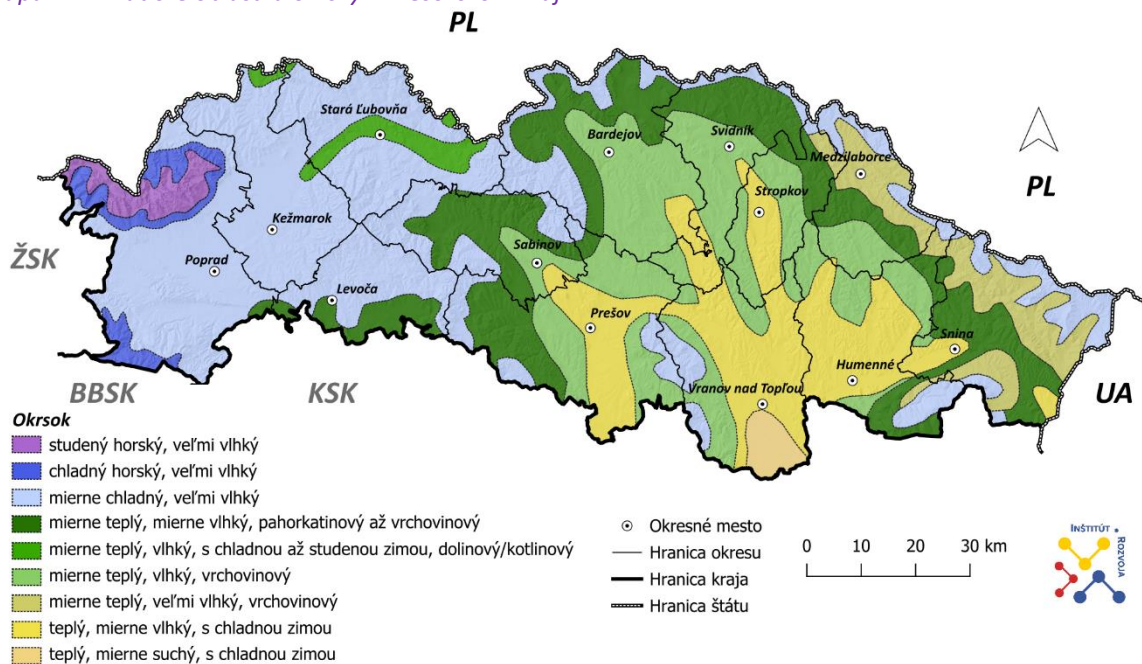 PL
Stará Ľubovňa
Bardejov
Svidník
Medzilaborce
Stropkov
PL
Kežmarok
ŽSK
Poprad
Sabinov
Levoča
Prešov
Snina
Humenné
BBSK
KSK
Vranov nad Topľou
UA
Okrsok
studený horský, veľmi vlhký
chladný horský, veľmi vlhký
mierne chladný, veľmi vlhký
mierne teplý, mierne vlhký, pahorkatinový až vrchovinový
mierne teplý, vlhký, s chladnou až studenou zimou, dolinový/kotlinový
mierne teplý, vlhký, vrchovinový
mierne teplý, veľmi vlhký, vrchovinový
teplý, mierne vlhký, s chladnou zimou
teplý, mierne suchý, s chladnou zimou
Okresné mesto
Hranica okresu
Hranica kraja
Hranica štátu
0 10 20 30 km
INŠTITÚT
ROZVOJA